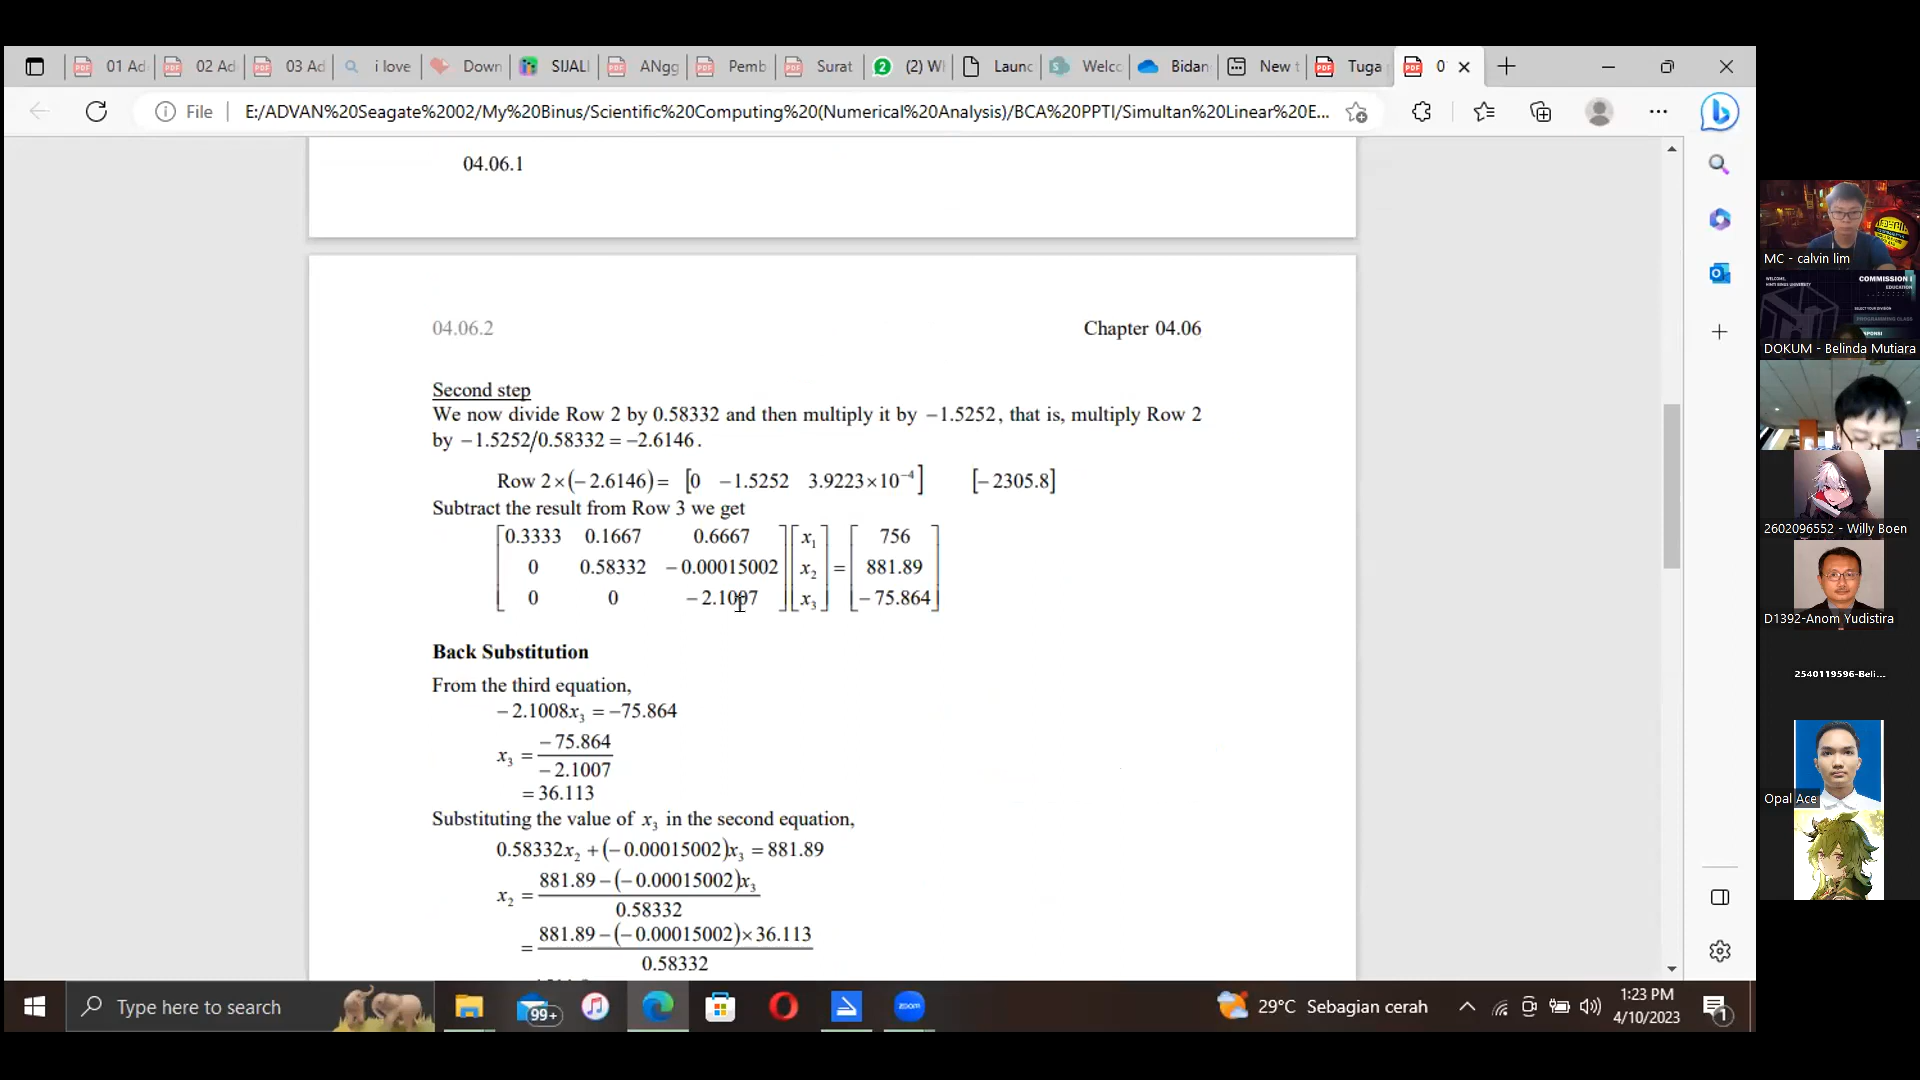 01 Ad
02 Ad
03 Ad
i love
Down
SIJALI
ANgg
Pemb
Surat
(2) W
Launc
Welcc
Bidan
New t
Tuga
0
File
E:/ADVAN%20Seagate%2002/My%20Binus/Scientific%20Computing%20(Numerical%20Analysis)/BCA%20PPTI/Simultan%20Linear%20E...
04.06.1
04.06.2 Chapter 04.06
Second step
We now divide Row 2 by 0.58332 and then multiply it by −1.5252, that is, multiply Row 2
by −1.5252/0.58332 = −2.6146.
Row 2×(−2.6146) = [0 −1.5252 3.9223×10⁻⁴] [−2305.8]
Subtract the result from Row 3 we get
[0.3333 0.1667 0.6667] [x₁] [756]
[0 0.58332 −0.00015002] [x₂] = [881.89]
[0 0 −2.1007] [x₃] [−75.864]
Back Substitution
From the third equation,
−2.1008x₃ = −75.864
x₃ = −75.864
−2.1007
= 36.113
Substituting the value of x₃ in the second equation,
0.58332x₂ + (−0.00015002)x₃ = 881.89
x₂ = 881.89 − (−0.00015002)x₃
0.58332
= 881.89 − (−0.00015002)×36.113
0.58332
MC - calvin lim
COMMISSION I
EDUCATION
DOKUM - Belinda Mutiara
2602096552 - Willy Boen
D1392-Anom Yudistira
2540119596-Beli...
Opal Ace
Type here to search
99+
zoom
29°C Sebagian cerah
1:23 PM
4/10/2023
1